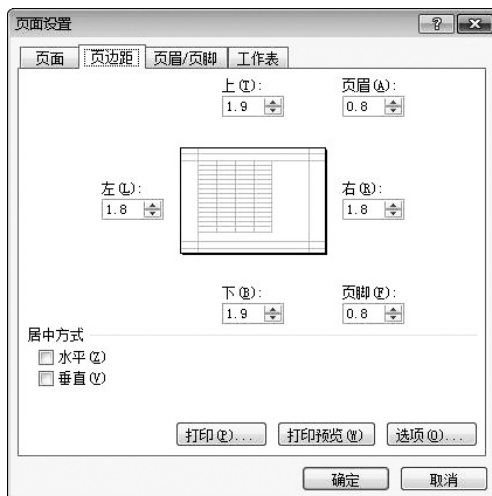 页面设置
页面 页边距 页眉/页脚 工作表
上(T): 页眉(A):
1.9 0.8
左(L): 右(R):
1.8 1.8
下(B): 页脚(F):
1.9 0.8
居中方式
水平(Z)
垂直(V)
打印(P)... 打印预览(W) 选项(O)...
确定 取消